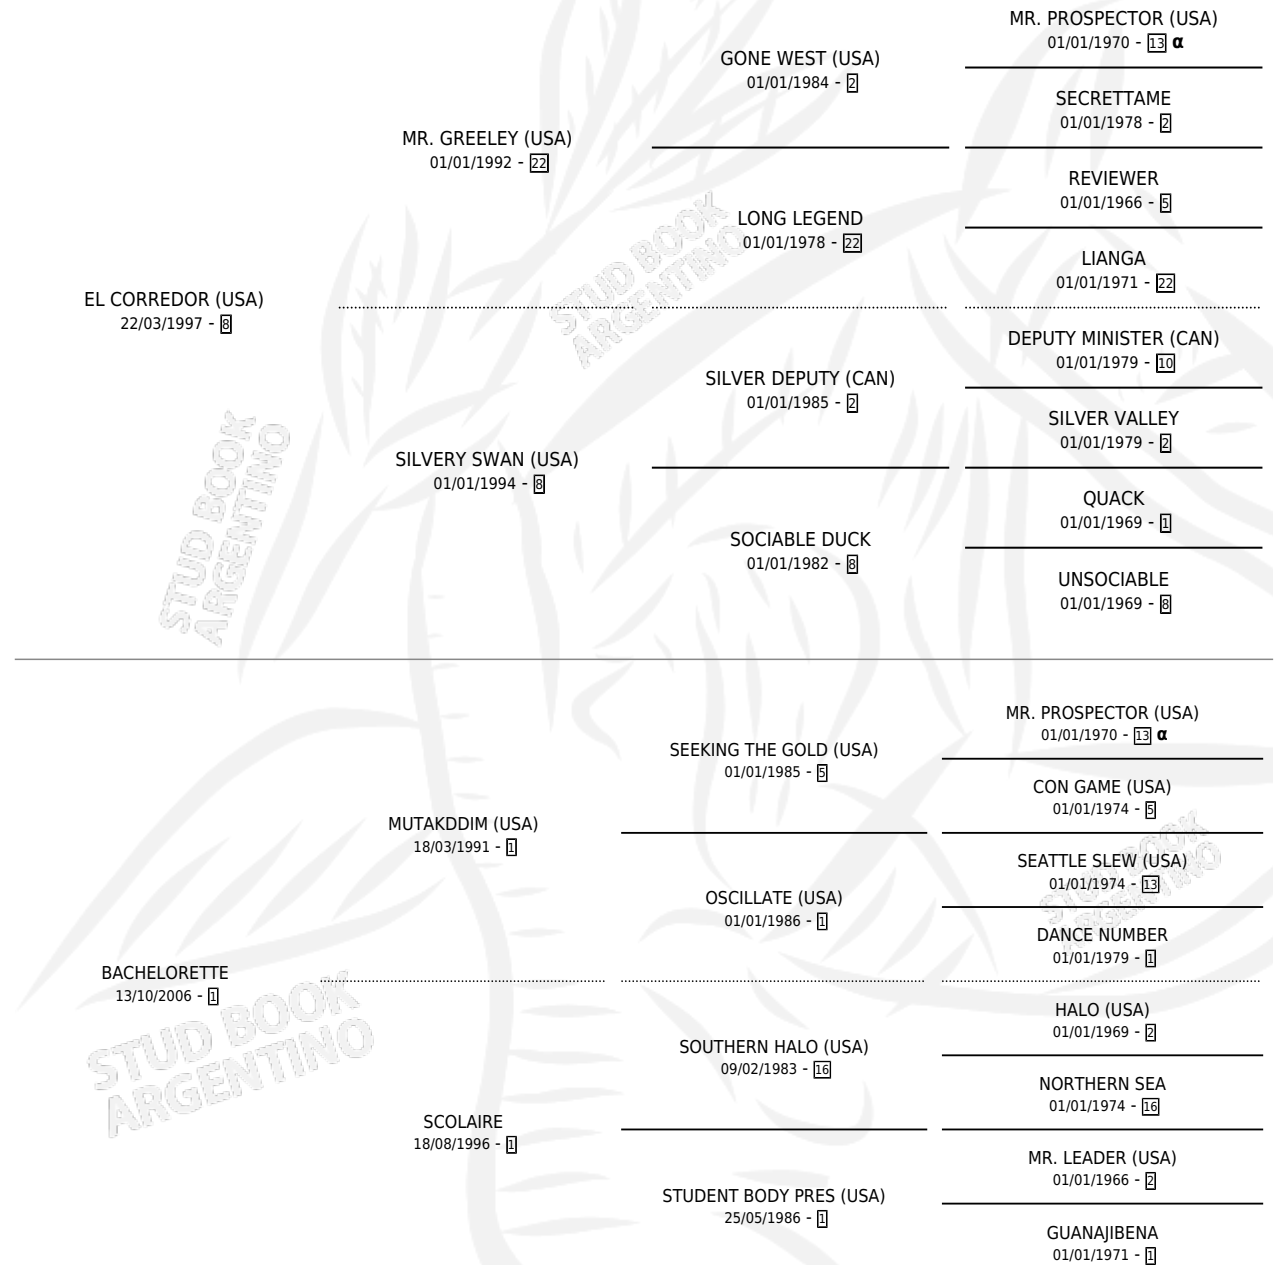 MR. PROSPECTOR (USA)
01/01/1970 - 13 α
GONE WEST (USA)
01/01/1984 - 2
SECRETTAME
01/01/1978 - 2
MR. GREELEY (USA)
01/01/1992 - 22
REVIEWER
01/01/1966 - 5
LONG LEGEND
01/01/1978 - 22
LIANGA
01/01/1971 - 22
EL CORREDOR (USA)
22/03/1997 - 8
DEPUTY MINISTER (CAN)
01/01/1979 - 10
SILVER DEPUTY (CAN)
01/01/1985 - 2
SILVER VALLEY
01/01/1979 - 2
SILVERY SWAN (USA)
01/01/1994 - 8
QUACK
01/01/1969 - 1
SOCIABLE DUCK
01/01/1982 - 8
UNSOCIABLE
01/01/1969 - 8
MR. PROSPECTOR (USA)
01/01/1970 - 13 α
SEEKING THE GOLD (USA)
01/01/1985 - 5
CON GAME (USA)
01/01/1974 - 5
MUTAKDDIM (USA)
18/03/1991 - 1
SEATTLE SLEW (USA)
01/01/1974 - 13
OSCILLATE (USA)
01/01/1986 - 1
DANCE NUMBER
01/01/1979 - 1
BACHELORETTE
13/10/2006 - 1
HALO (USA)
01/01/1969 - 2
SOUTHERN HALO (USA)
09/02/1983 - 16
NORTHERN SEA
01/01/1974 - 16
SCOLAIRE
18/08/1996 - 1
MR. LEADER (USA)
01/01/1966 - 2
STUDENT BODY PRES (USA)
25/05/1986 - 1
GUANAJIBENA
01/01/1971 - 1
STUD BOOK
ARGENTINO
STUD BOOK
ARGENTINO
STUD BOOK
ARGENTINO
STUD BOOK
ARGENTINO